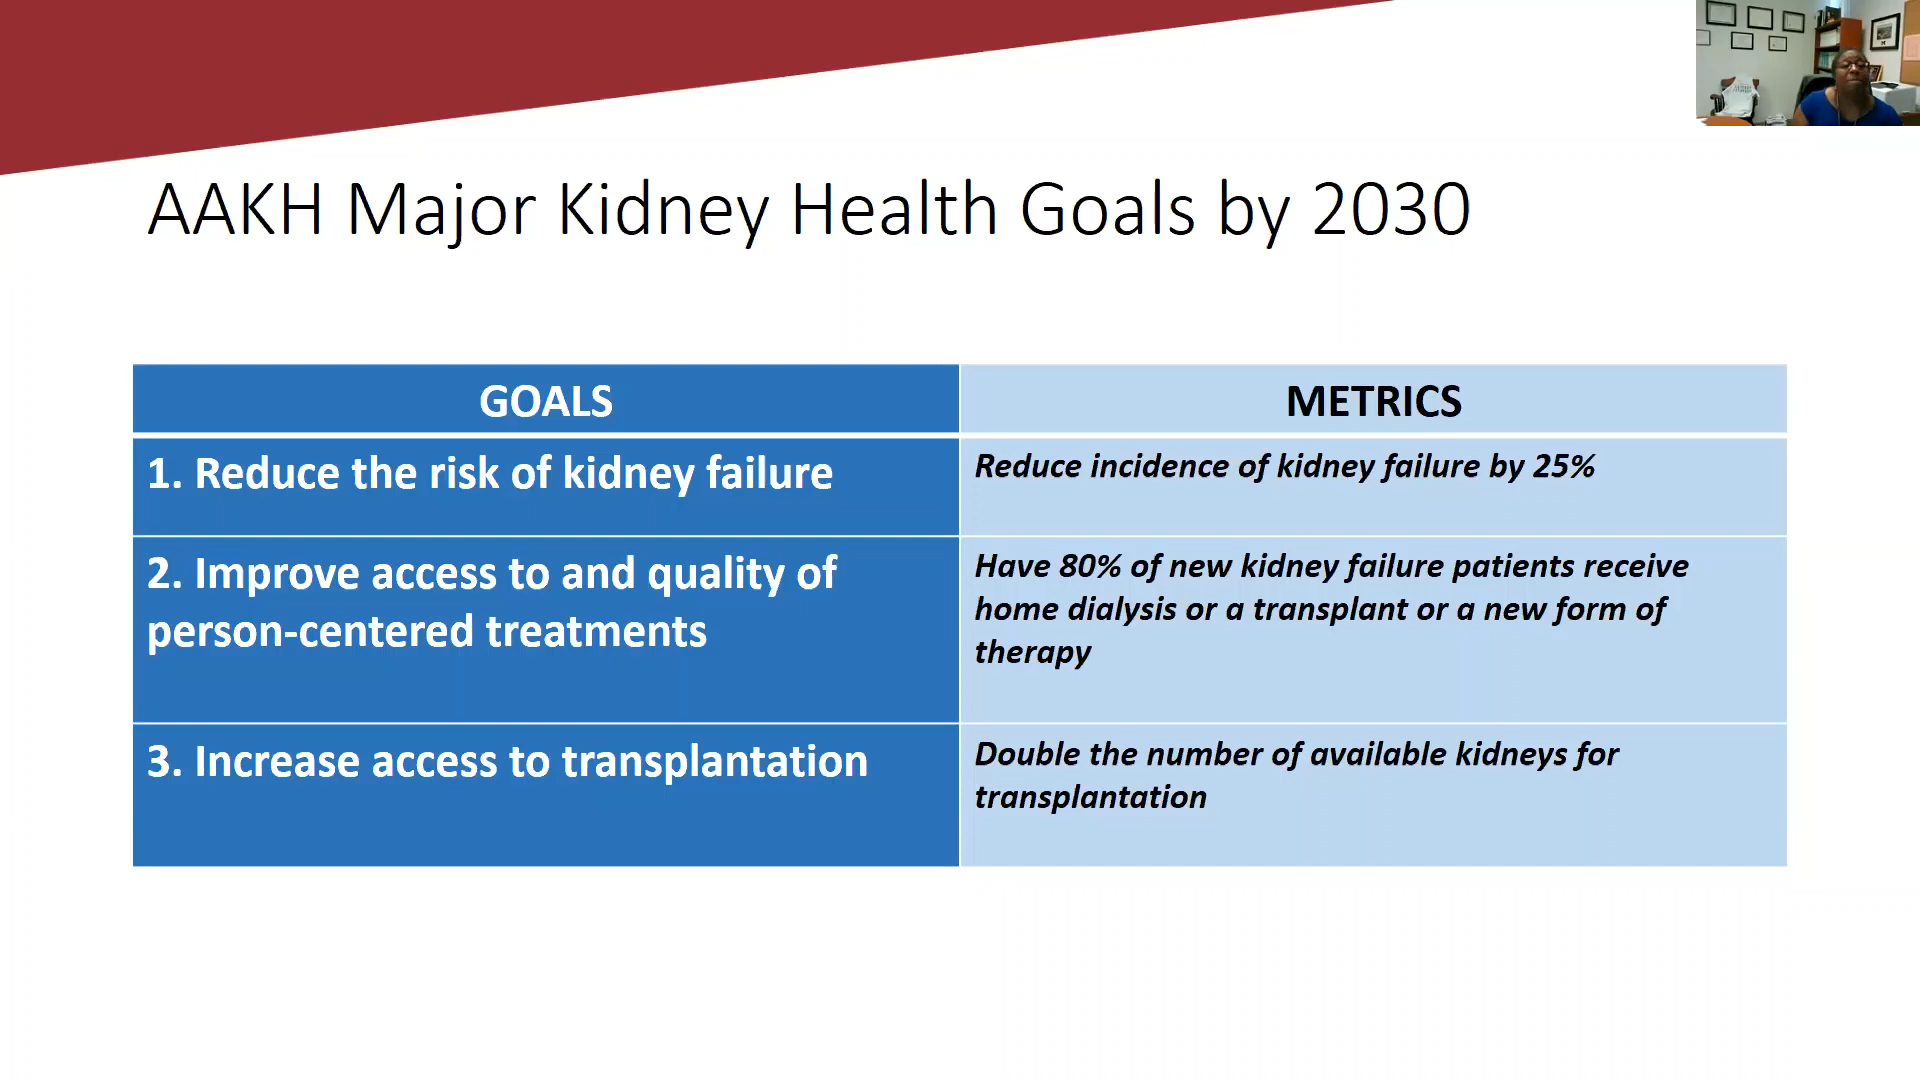 AAKH Major Kidney Health Goals by 2030
GOALS
METRICS
1. Reduce the risk of kidney failure
Reduce incidence of kidney failure by 25%
2. Improve access to and quality of
person-centered treatments
Have 80% of new kidney failure patients receive
home dialysis or a transplant or a new form of
therapy
3. Increase access to transplantation
Double the number of available kidneys for
transplantation